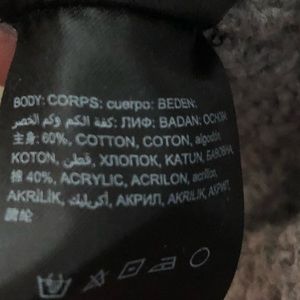 BODY: CORPS: cuerpo: BEDEN:
كفة الكم وكم الخصر: ЛИФ: BADAN:
主身: 60%, COTTON, COTON, algodón
KOTON, قطن, ХЛОПОК, KATUN, БАВОВНА
棉 40%, ACRYLIC, ACRILON, acrílico,
AKRİLİK, أكريليك, АКРИЛ, AKRILIK, АКРИЛ,
腈纶